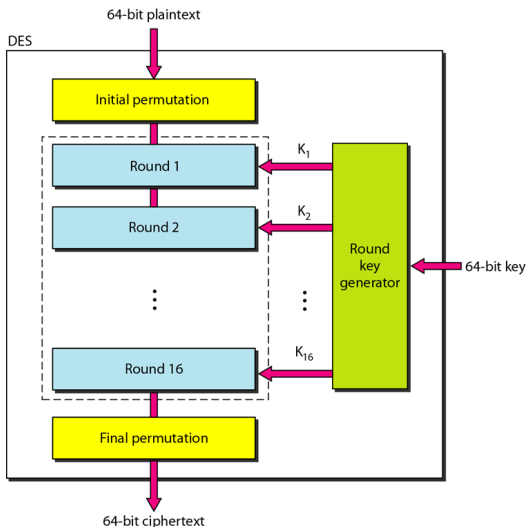 64-bit plaintext
DES
Initial permutation
K1
Round 1
K2
Round 2
Round
key
generator
64-bit key
K16
Round 16
Final permutation
64-bit ciphertext